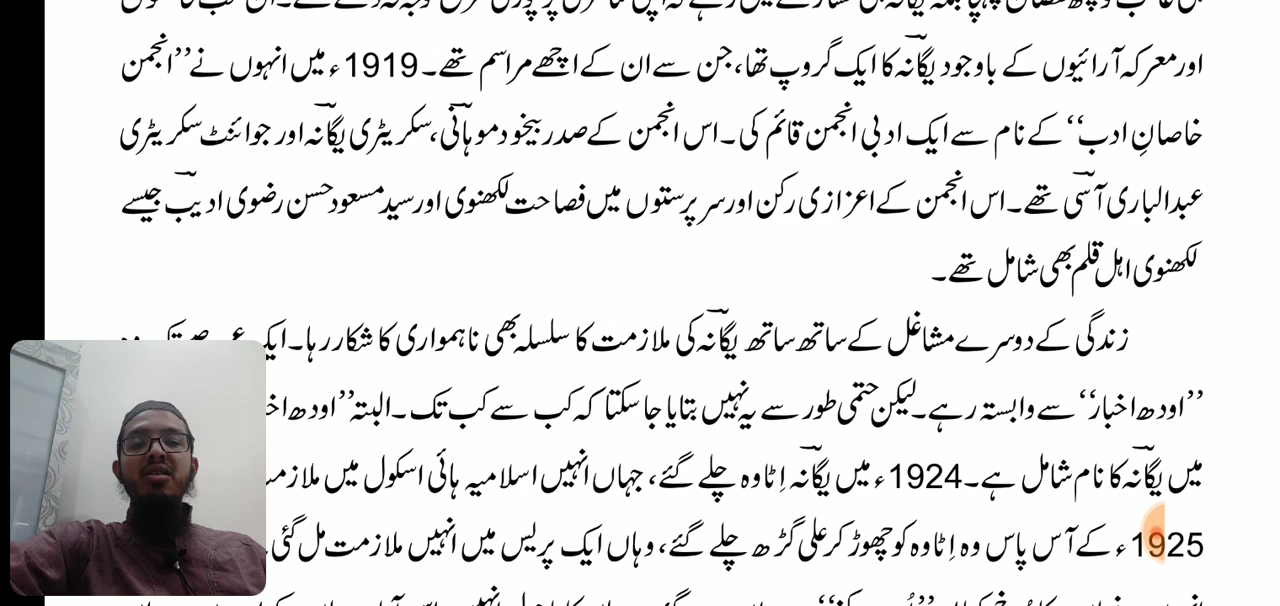 اور معرکہ آرائیوں کے باوجود یگانہؔ کا ایک گروپ تھا، جن سے ان کے اچھے مراسم تھے۔ 1919ء میں انہوں نے ’’انجمن
خاصانِ ادب‘‘ کے نام سے ایک ادبی انجمن قائم کی۔ اس انجمن کے صدر بیخود موہانیؔ، سکریٹری یگانہؔ اور جوائنٹ سکریٹری
عبدالباری آسیؔ تھے۔ اس انجمن کے اعزازی رکن اور سرپرستوں میں فصاحت لکھنوی اور سید مسعود حسن رضوی ادیبؔ جیسے
لکھنوی اہل قلم بھی شامل تھے۔
زندگی کے دوسرے مشاغل کے ساتھ ساتھ یگانہؔ کی ملازمت کا سلسلہ بھی ناہمواری کا شکار رہا۔
’’اودھ اخبار‘‘ سے وابستہ رہے۔ لیکن حتمی طور سے یہ نہیں بتایا جا سکتا کہ کب سے کب تک۔ البتہ ’’اودھ
میں یگانہؔ کا نام شامل ہے۔ 1924ء میں یگانہؔ اِٹاوہ چلے گئے، جہاں انہیں اسلامیہ ہائی اسکول میں
1925ء کے آس پاس وہ اِٹاوہ کو چھوڑ کر علی گڑھ چلے گئے، وہاں ایک پریس میں انہیں ملازمت مل گئی